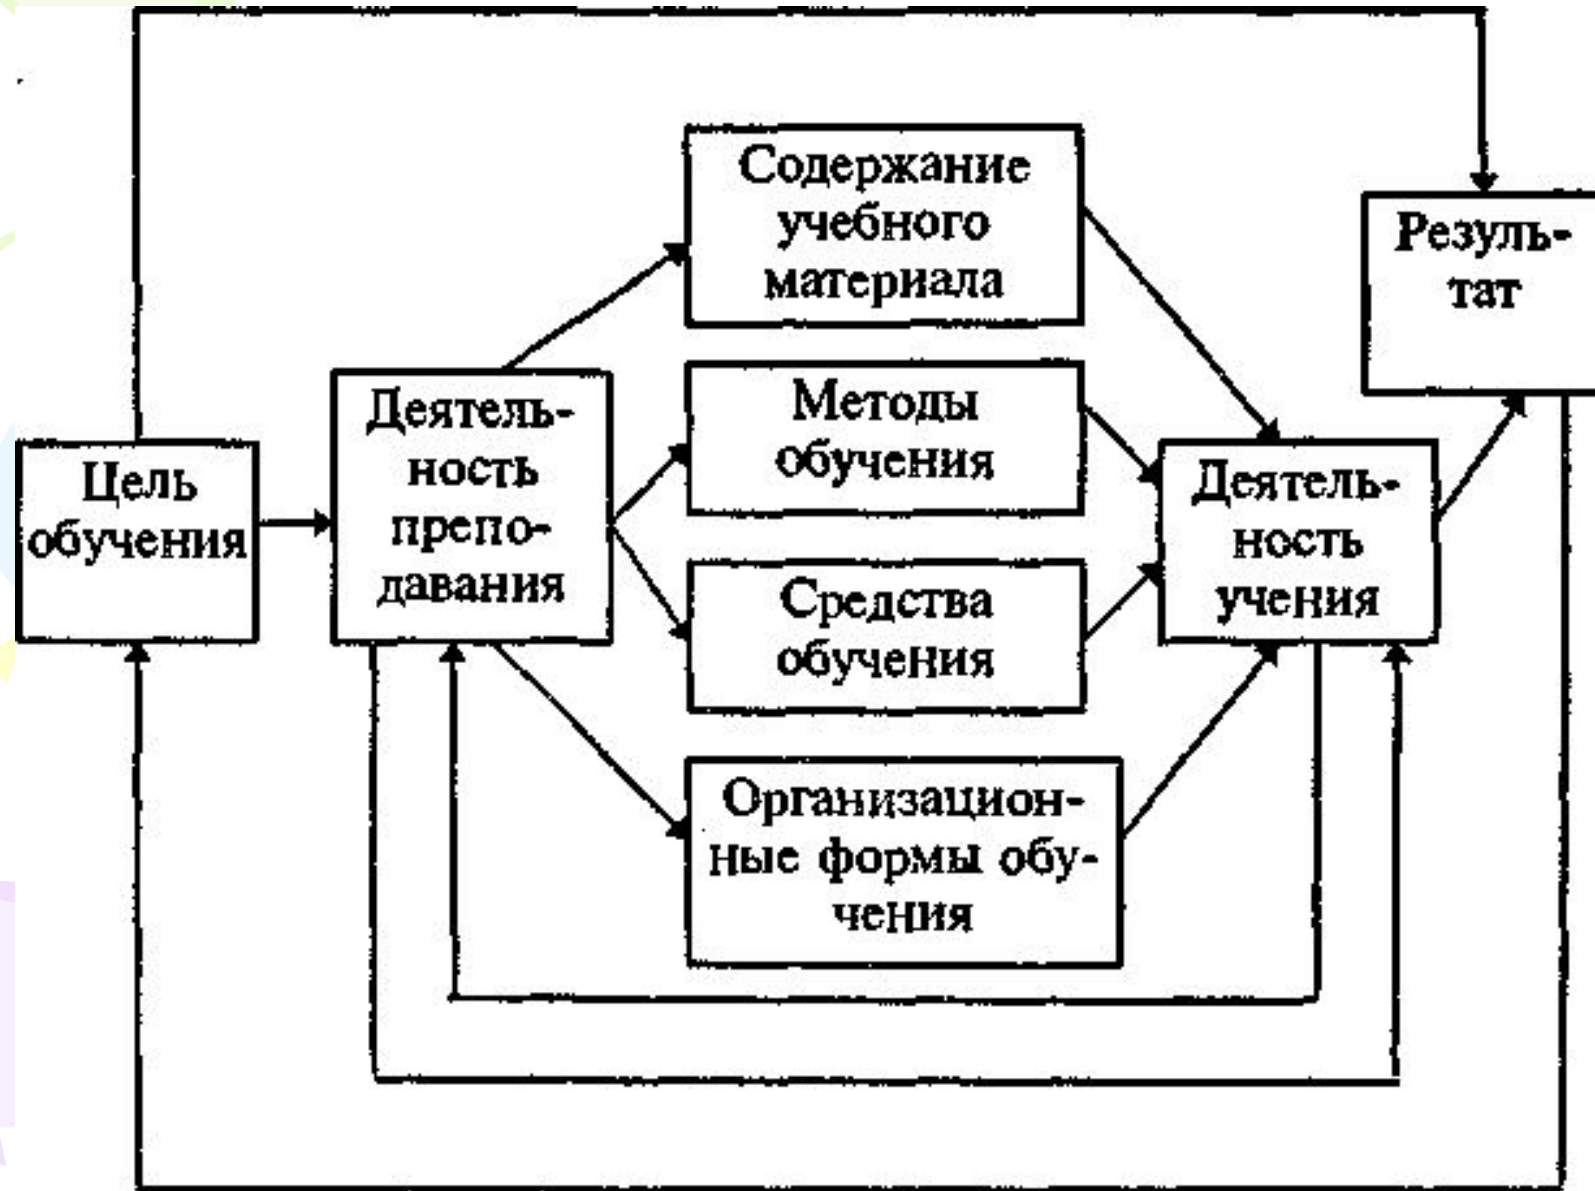 Цель
обучения
Деятель-
ность
препо-
давания
Содержание
учебного
материала
Методы
обучения
Средства
обучения
Организацион-
ные формы обу-
чения
Деятель-
ность
учения
Резуль-
тат